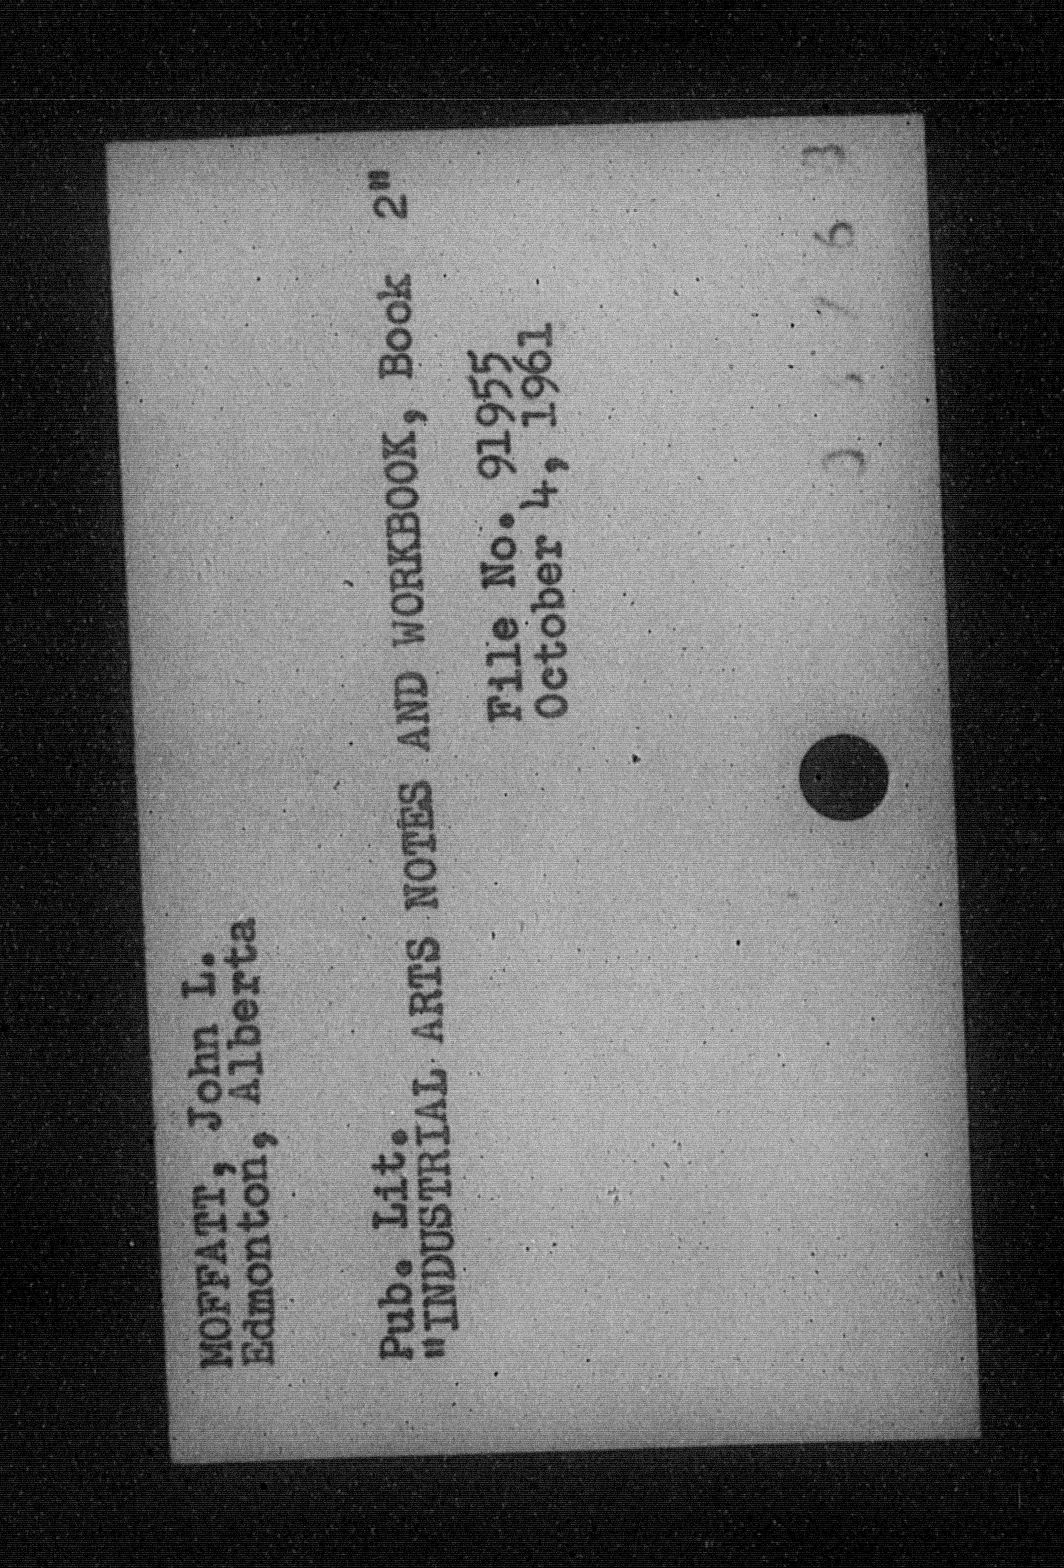 MOFFATT, John L.
Edmonton, Alberta
Pub. Lit.
"INDUSTRIAL ARTS NOTES AND WORKBOOK, Book 2"
File No. 91955
October 4, 1961